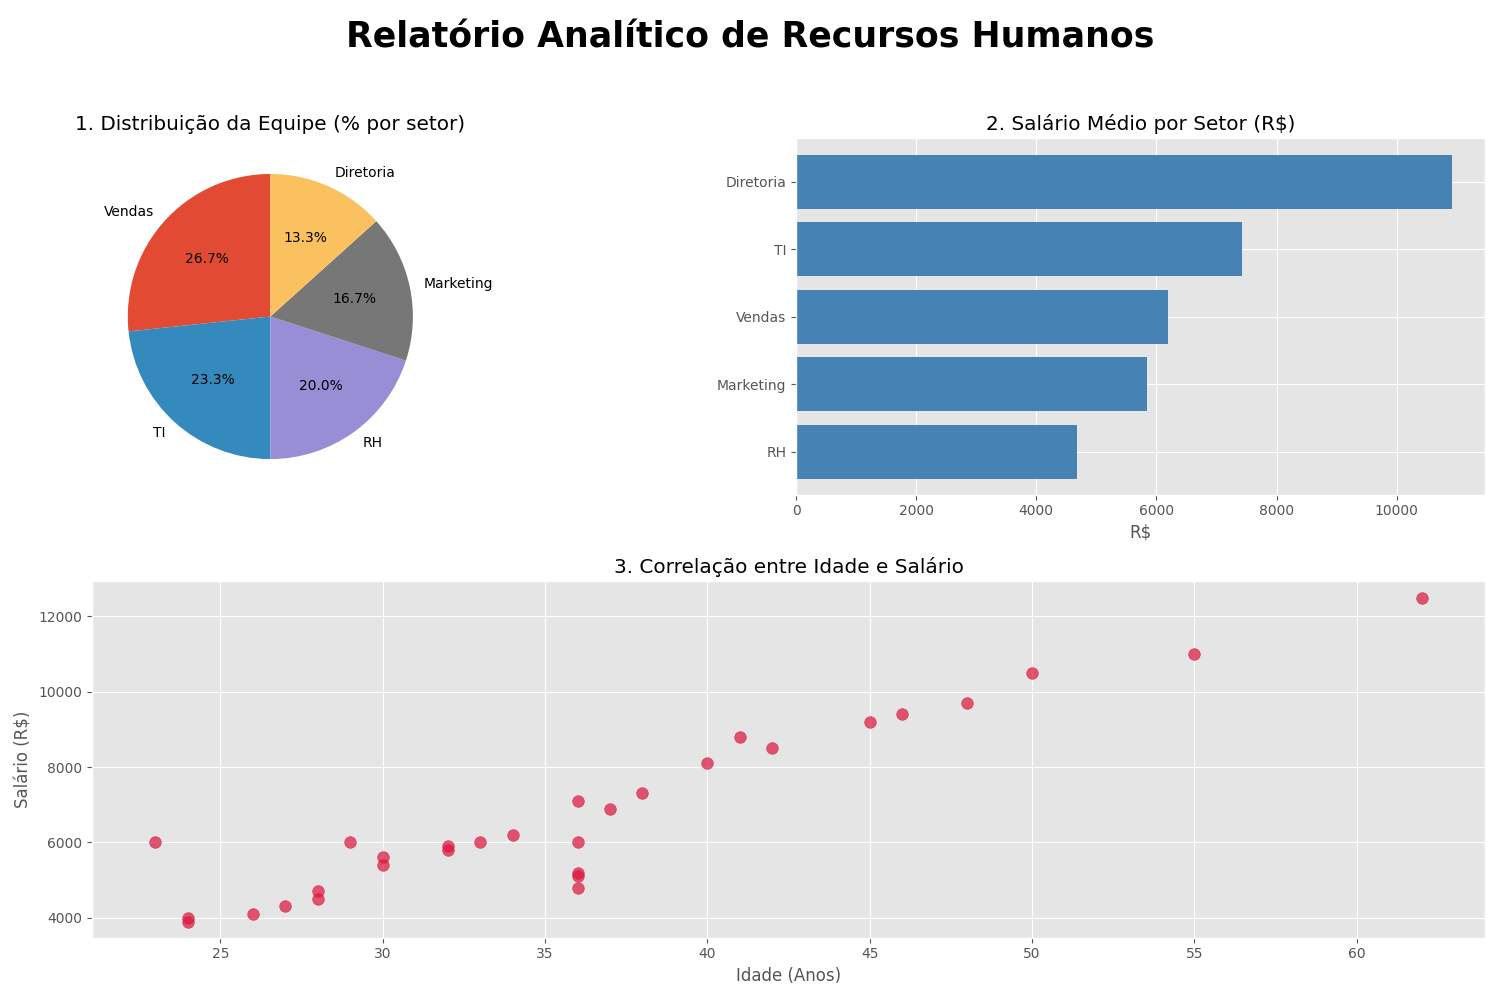 Relatório Analítico de Recursos Humanos
1. Distribuição da Equipe (% por setor)
Diretoria
Vendas
13.3%
26.7%
Marketing
16.7%
23.3%
20.0%
TI
RH
2. Salário Médio por Setor (R$)
Diretoria
TI
Vendas
Marketing
RH
0 2000 4000 6000 8000 10000
R$
3. Correlação entre Idade e Salário
Salário (R$)
12000
10000
8000
6000
4000
25 30 35 40 45 50 55 60
Idade (Anos)